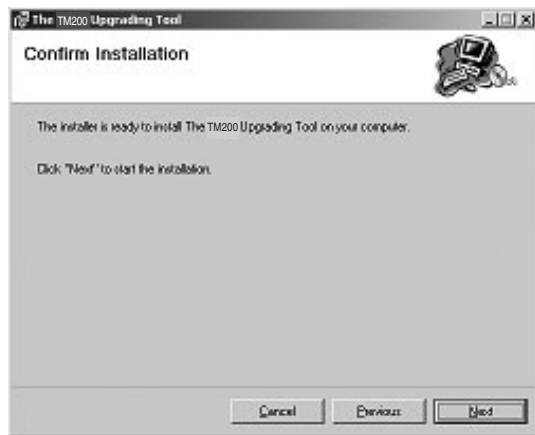 The TM200 Upgrading Tool
Confirm Installation
The installer is ready to install The TM200 Upgrading Tool on your computer.
Click "Next" to start the installation.
Cancel
Previous
Next